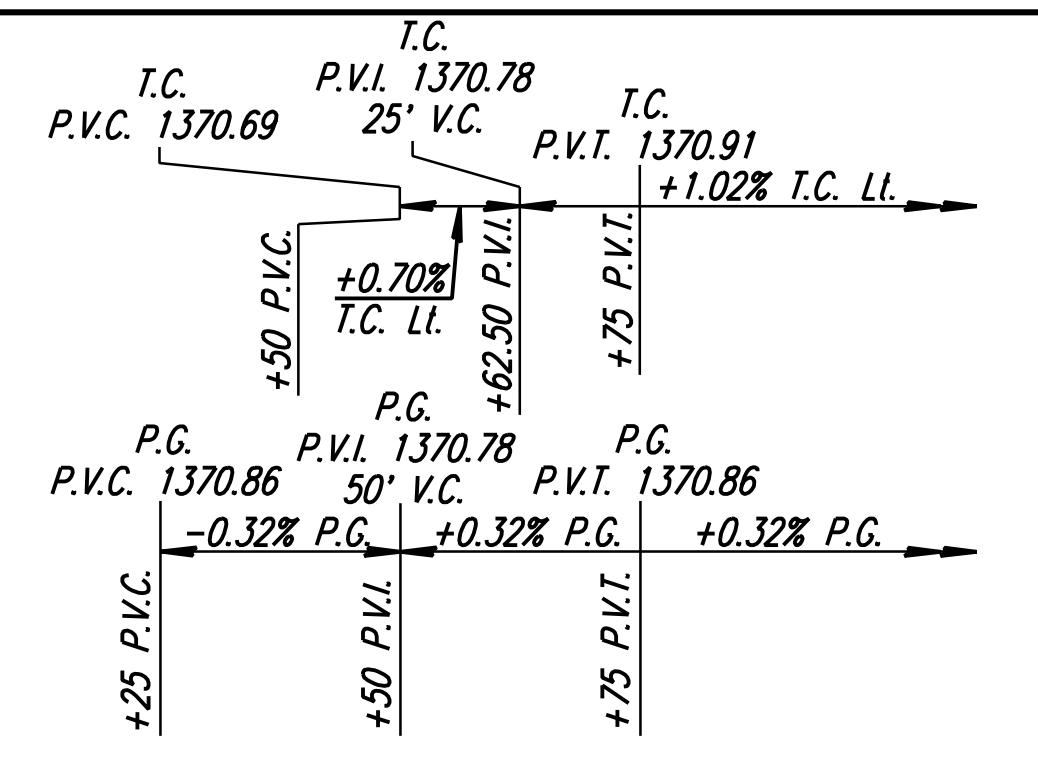 T.C.
P.V.I. 1370.78
25' V.C.
T.C.
P.V.C. 1370.69
T.C.
P.V.T. 1370.91
+1.02% T.C. Lt.
+50 P.V.C.
+0.70%
T.C. Lt.
+62.50 P.V.I.
+75 P.V.T.
P.G.
P.V.C. 1370.86
P.G.
P.V.I. 1370.78
50' V.C.
P.G.
P.V.T. 1370.86
-0.32% P.G.
+0.32% P.G.
+0.32% P.G.
+25 P.V.C.
+50 P.V.I.
+75 P.V.T.